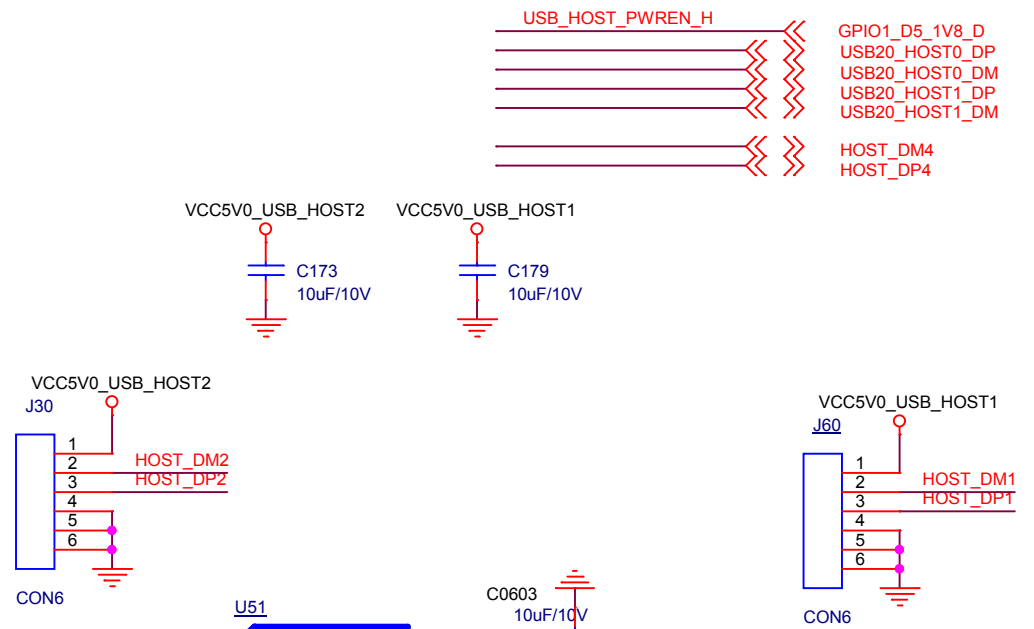 USB_HOST_PWREN_H
GPIO1_D5_1V8_D
USB20_HOST0_DP
USB20_HOST0_DM
USB20_HOST1_DP
USB20_HOST1_DM
HOST_DM4
HOST_DP4
VCC5V0_USB_HOST2
VCC5V0_USB_HOST1
C173
10uF/10V
C179
10uF/10V
VCC5V0_USB_HOST2
J30
1
2
HOST_DM2
3
HOST_DP2
4
5
6
CON6
VCC5V0_USB_HOST1
J60
1
2
HOST_DM1
3
HOST_DP1
4
5
6
CON6
U51
C0603
10uF/10V